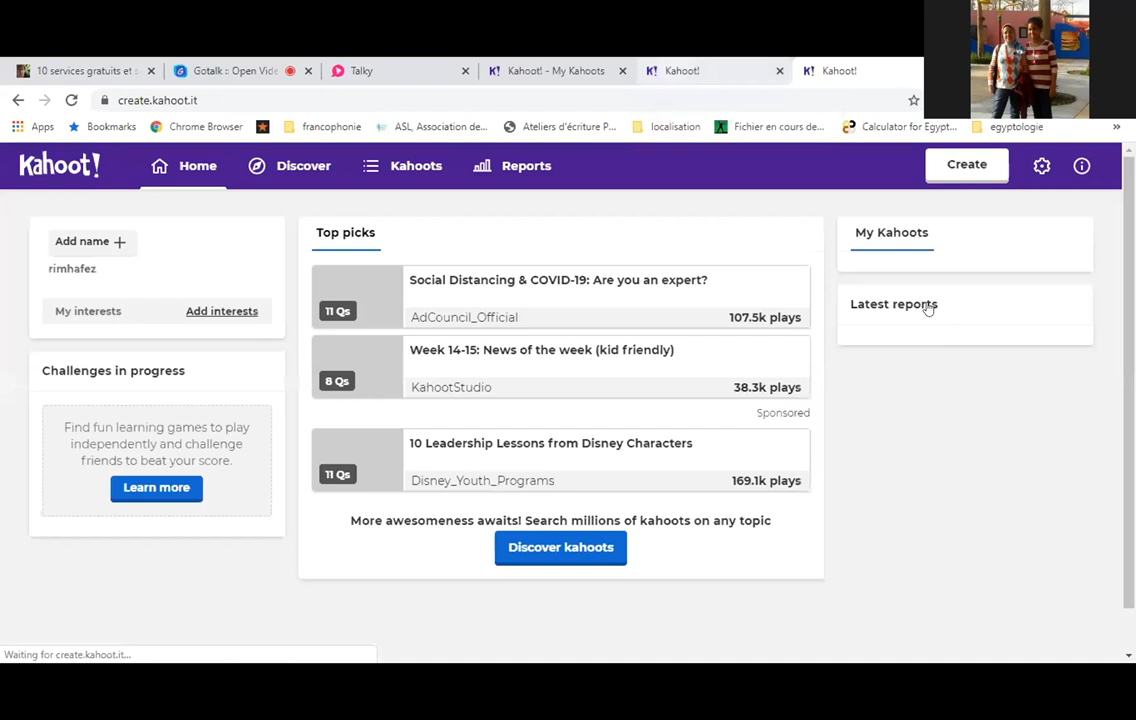 10 services gratuits et
Gotalk :: Open Vide
Talky
Kahoot! - My Kahoots
Kahoot!
Kahoot!
create.kahoot.it
Apps
Bookmarks
Chrome Browser
francophonie
ASL, Association de...
Ateliers d'écriture P...
localisation
Fichier en cours de...
Calculator for Egypt...
egyptologie
Kahoot!
Home
Discover
Kahoots
Reports
Create
Add name +
rimhafez
My interests
Add interests
Challenges in progress
Find fun learning games to play
independently and challenge
friends to beat your score.
Learn more
Top picks
Social Distancing & COVID-19: Are you an expert?
11 Qs
AdCouncil_Official
107.5k plays
Week 14-15: News of the week (kid friendly)
8 Qs
KahootStudio
38.3k plays
Sponsored
10 Leadership Lessons from Disney Characters
11 Qs
Disney_Youth_Programs
169.1k plays
More awesomeness awaits! Search millions of kahoots on any topic
Discover kahoots
My Kahoots
Latest reports
Waiting for create.kahoot.it...